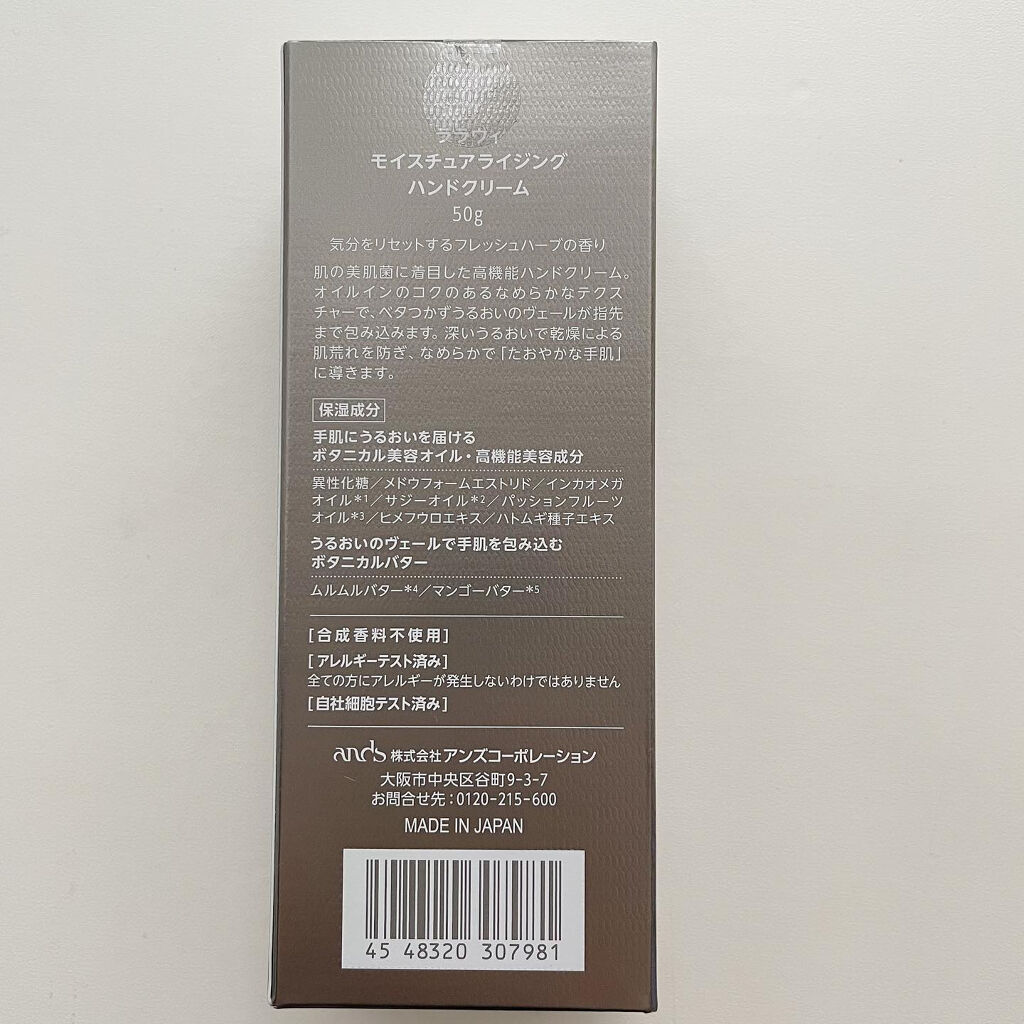 ララヴィ
モイスチュアライジング
ハンドクリーム
50g
気分をリセットするフレッシュハーブの香り
肌の美肌菌に着目した高機能ハンドクリーム。
オイルインのコクのあるなめらかなテクス
チャーで、ベタつかずうるおいのヴェールが指先
まで包み込みます。深いうるおいで乾燥による
肌荒れを防ぎ、なめらかで「たおやかな手肌」
に導きます。
保湿成分
手肌にうるおいを届ける
ボタニカル美容オイル・高機能美容成分
異性化糖／メドウフォームエストリド／インカオメガ
オイル*1／サジーオイル*2／パッションフルーツ
オイル*3／ヒメフウロエキス／ハトムギ種子エキス
うるおいのヴェールで手肌を包み込む
ボタニカルバター
ムルムルバター*4／マンゴーバター*5
[合成香料不使用]
[アレルギーテスト済み]
全ての方にアレルギーが発生しないわけではありません
[自社細胞テスト済み]
ands 株式会社アンズコーポレーション
大阪市中央区谷町9-3-7
お問合せ先：0120-215-600
MADE IN JAPAN
45 48320 307981